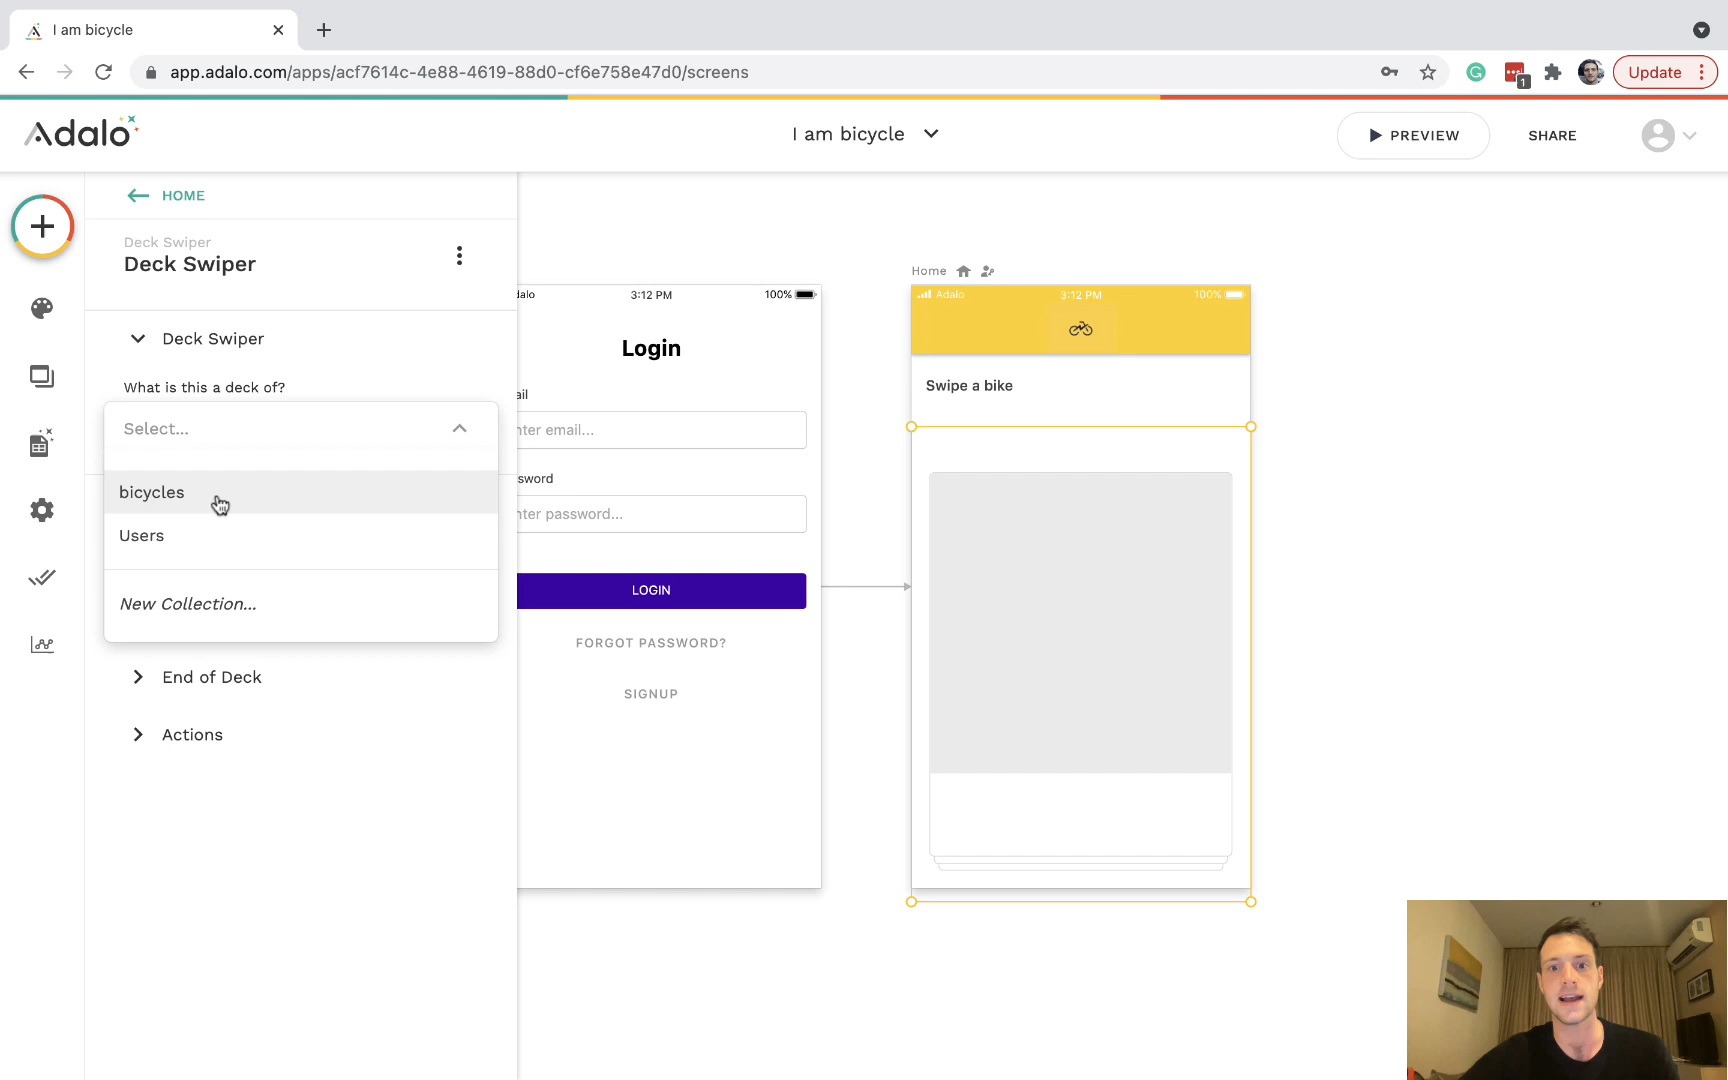 I am bicycle
app.adalo.com/apps/acf7614c-4e88-4619-88d0-cf6e758e47d0/screens
1
Update
Adalo
I am bicycle
PREVIEW
SHARE
HOME
Deck Swiper
Deck Swiper
Deck Swiper
What is this a deck of?
Select...
bicycles
Users
New Collection...
End of Deck
Actions
dalo
3:12 PM
100%
Login
ail
nter email...
sword
nter password...
LOGIN
FORGOT PASSWORD?
SIGNUP
Home
Adalo
3:12 PM
100%
Swipe a bike